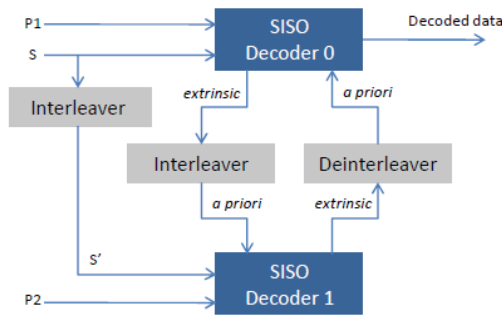 P1
SISO
Decoder 0
Decoded data
S
Interleaver
extrinsic
a priori
Interleaver
Deinterleaver
a priori
extrinsic
S’
SISO
Decoder 1
P2